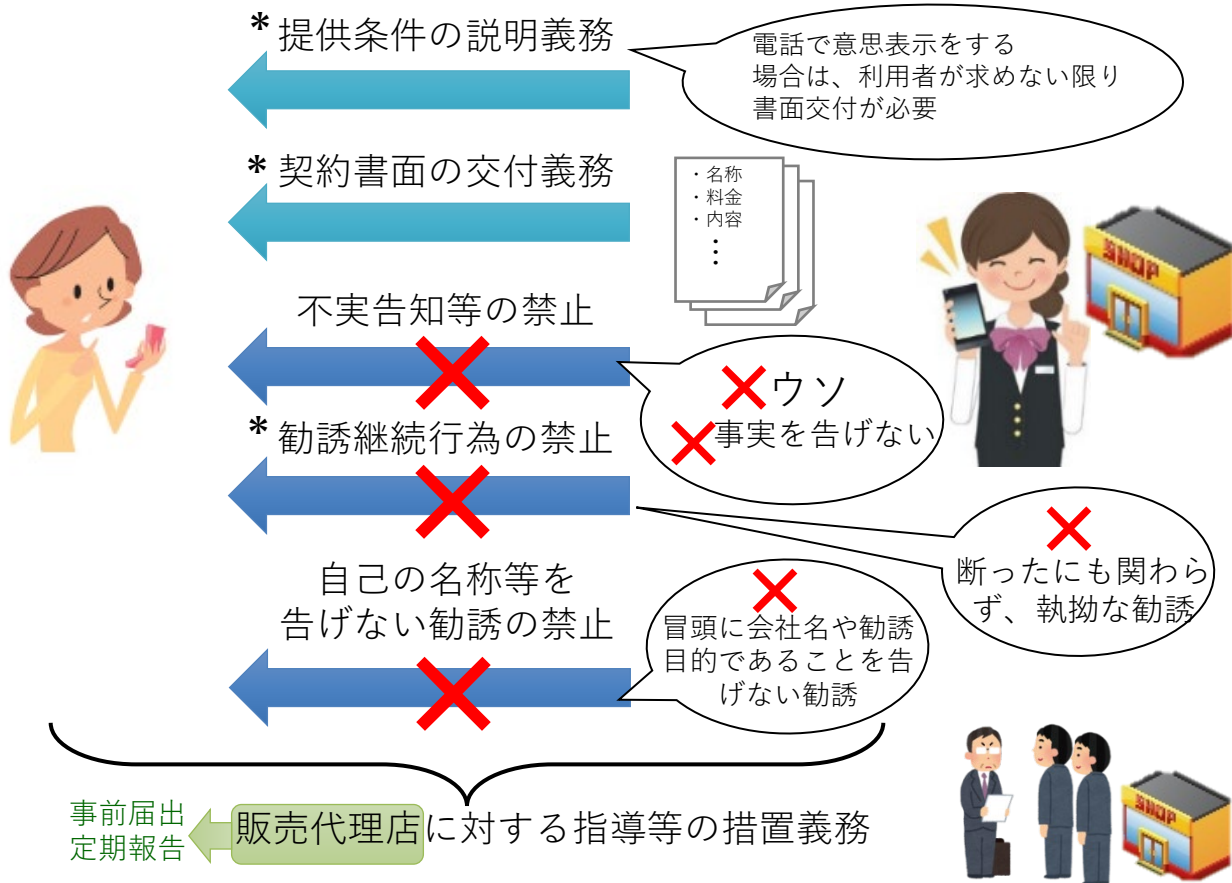 *提供条件の説明義務
電話で意思表示をする
場合は、利用者が求めない限り
書面交付が必要
*契約書面の交付義務
・名称
・料金
・内容
⋮
SHOP
不実告知等の禁止
×ウソ
×事実を告げない
*勧誘継続行為の禁止
×
断ったにも関わら
ず、執拗な勧誘
自己の名称等を
告げない勧誘の禁止
×
冒頭に会社名や勧誘
目的であることを告
げない勧誘
事前届出
定期報告
販売代理店に対する指導等の措置義務
SHOP